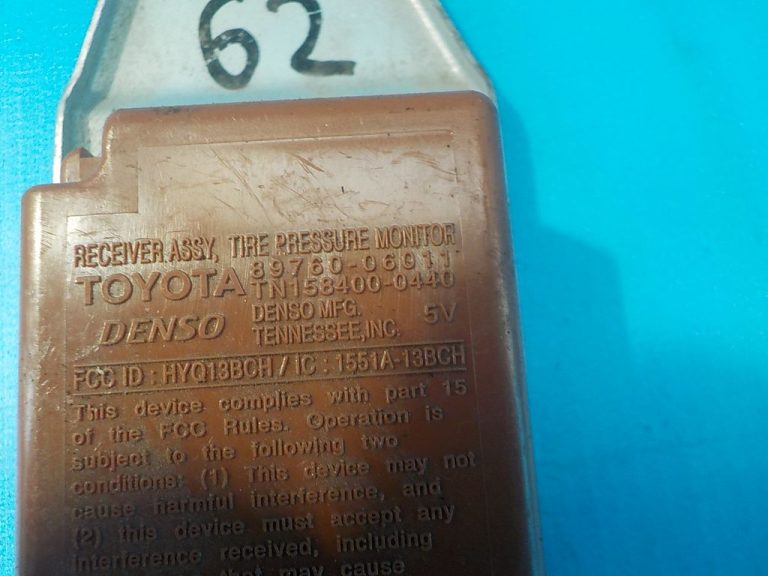 62
RECEIVER ASSY, TIRE PRESSURE MONITOR
TOYOTA 89760-06011
TN158400-0440
DENSO DENSO MFG. 5V
TENNESSEE,INC.
FCC ID : HYQ13BCH / IC : 1551A-13BCH
This device complies with part 15
of the FCC Rules. Operation is
subject to the following two
conditions: (1) This device may not
cause harmful interference, and
(2) this device must accept any
interference received, including
that may cause